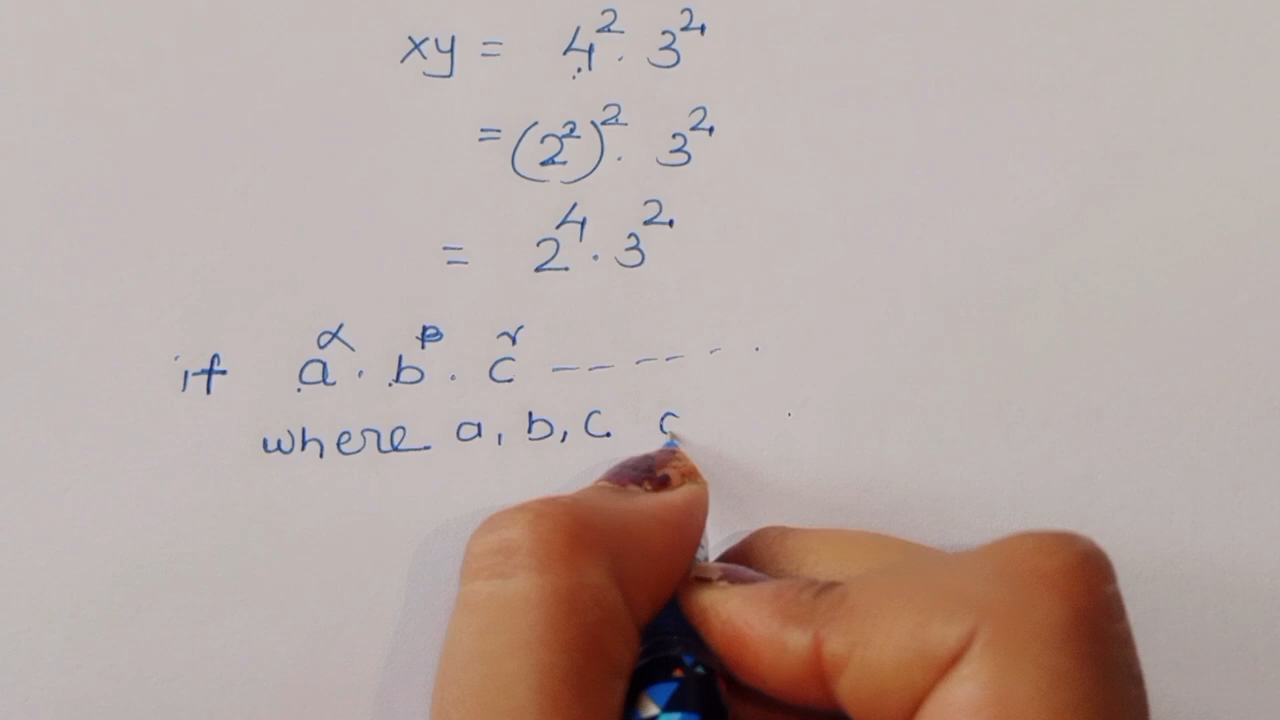 xy = 4² · 3²
= (2²)² · 3²
= 2⁴ · 3²
if a^α · b^β · c^γ -----
where a, b, c